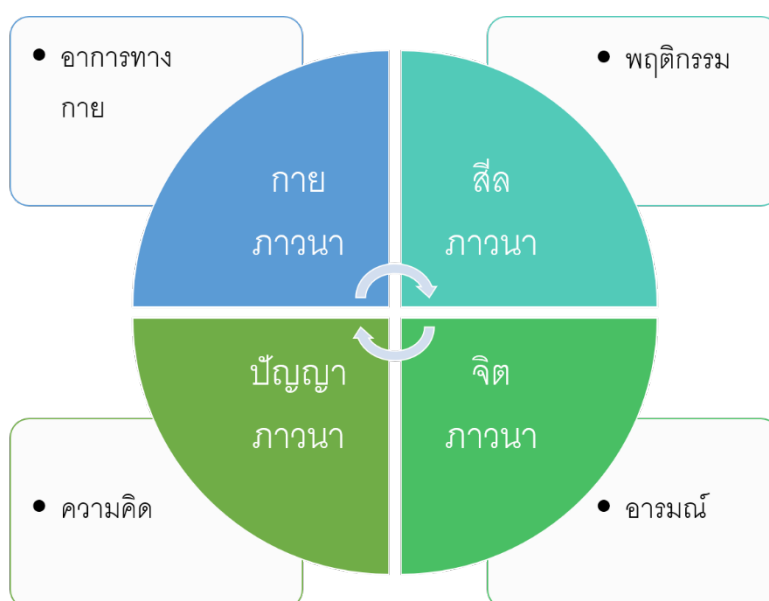 • อาการทาง
กาย
• พฤติกรรม
กาย
ภาวนา
สีล
ภาวนา
ปัญญา
ภาวนา
จิต
ภาวนา
• ความคิด
• อารมณ์